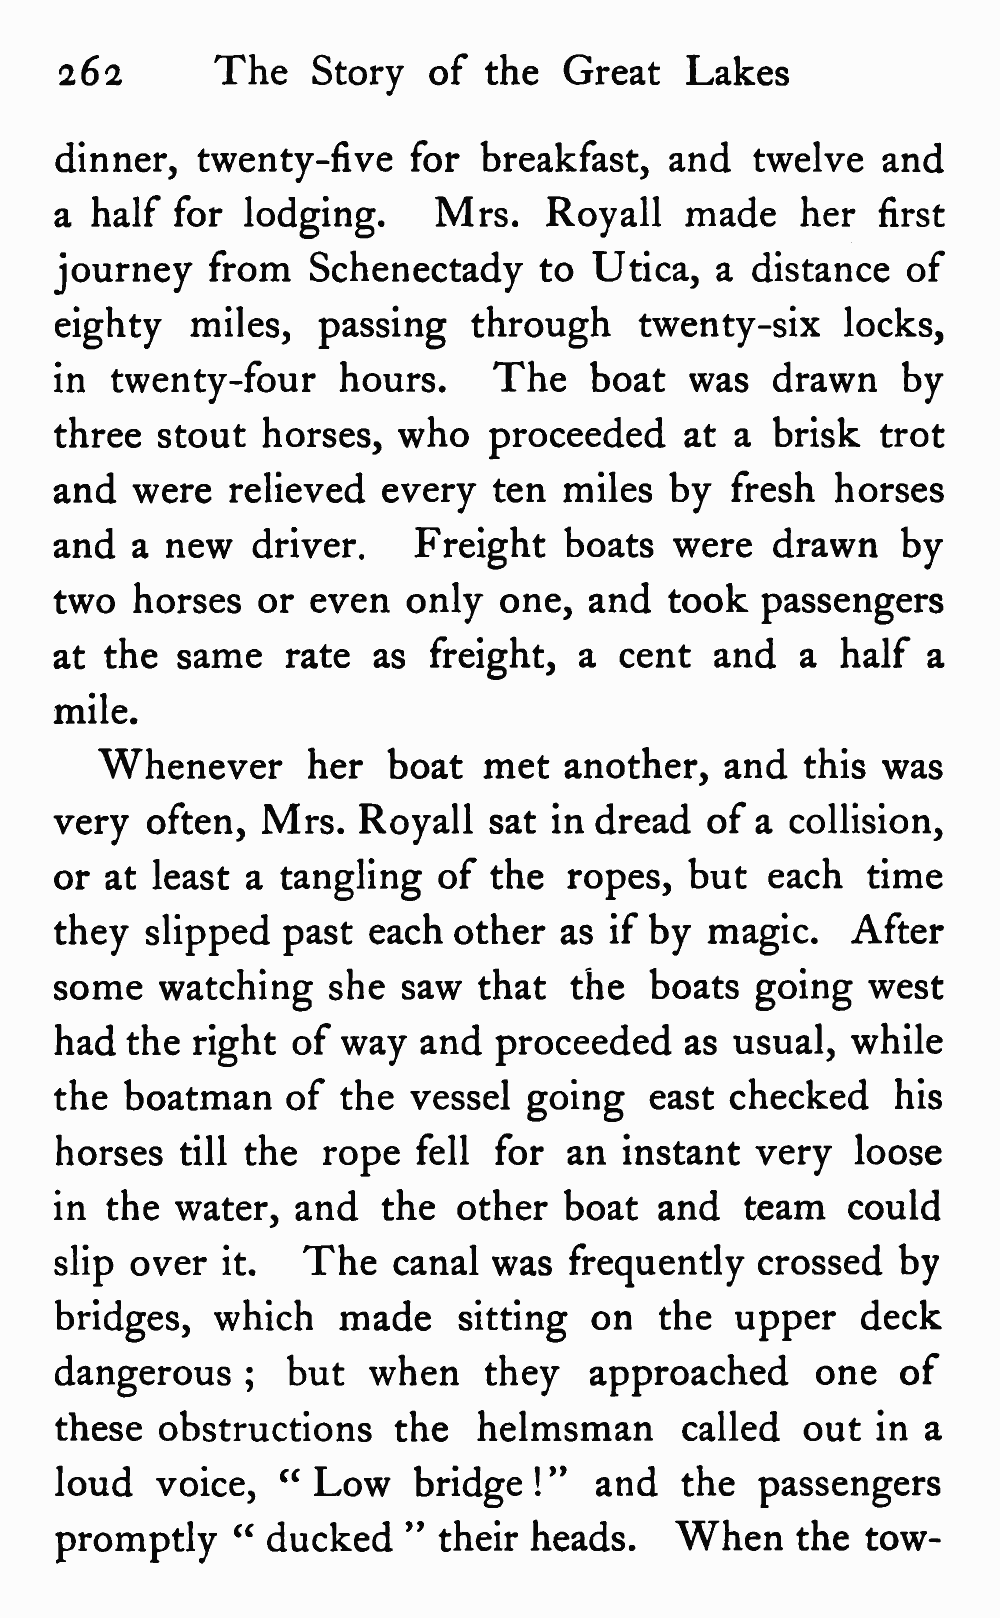 262 The Story of the Great Lakes
dinner, twenty-five for breakfast, and twelve and
a half for lodging. Mrs. Royall made her first
journey from Schenectady to Utica, a distance of
eighty miles, passing through twenty-six locks,
in twenty-four hours. The boat was drawn by
three stout horses, who proceeded at a brisk trot
and were relieved every ten miles by fresh horses
and a new driver. Freight boats were drawn by
two horses or even only one, and took passengers
at the same rate as freight, a cent and a half a
mile.
Whenever her boat met another, and this was
very often, Mrs. Royall sat in dread of a collision,
or at least a tangling of the ropes, but each time
they slipped past each other as if by magic. After
some watching she saw that the boats going west
had the right of way and proceeded as usual, while
the boatman of the vessel going east checked his
horses till the rope fell for an instant very loose
in the water, and the other boat and team could
slip over it. The canal was frequently crossed by
bridges, which made sitting on the upper deck
dangerous ; but when they approached one of
these obstructions the helmsman called out in a
loud voice, “ Low bridge !” and the passengers
promptly “ ducked ” their heads. When the tow-